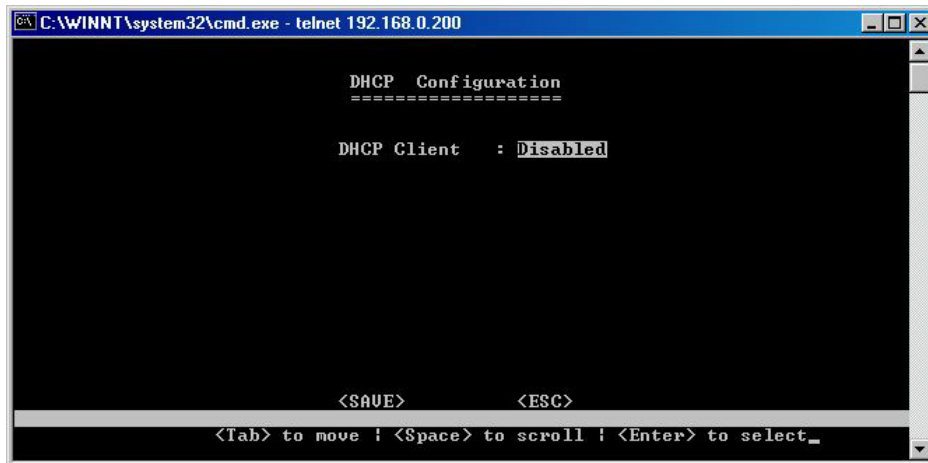 C:\WINNT\system32\cmd.exe - telnet 192.168.0.200
DHCP Configuration
===================
DHCP Client : Disabled
<SAVE> <ESC>
<Tab> to move ¦ <Space> to scroll ¦ <Enter> to select_